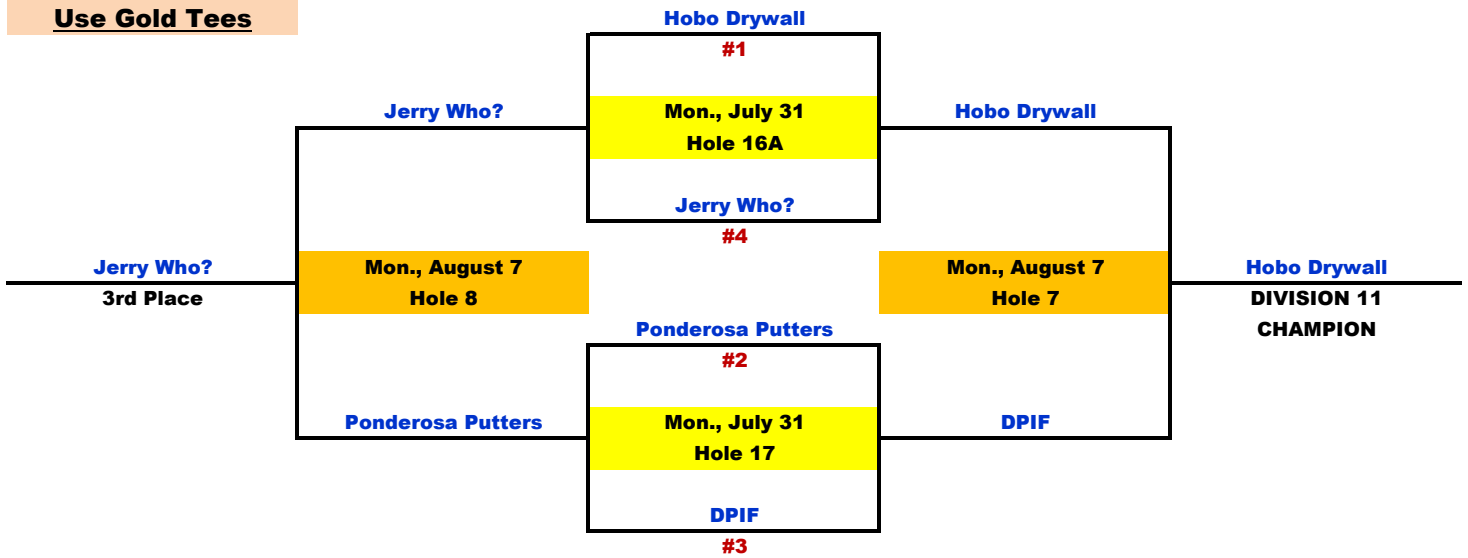 Use Gold Tees
Hobo Drywall
#1
Jerry Who?
Mon., July 31
Hobo Drywall
Hole 16A
Jerry Who?
#4
Jerry Who?
Mon., August 7
Mon., August 7
Hobo Drywall
3rd Place
Hole 8
Hole 7
DIVISION 11
CHAMPION
Ponderosa Putters
#2
Ponderosa Putters
Mon., July 31
DPIF
Hole 17
DPIF
#3